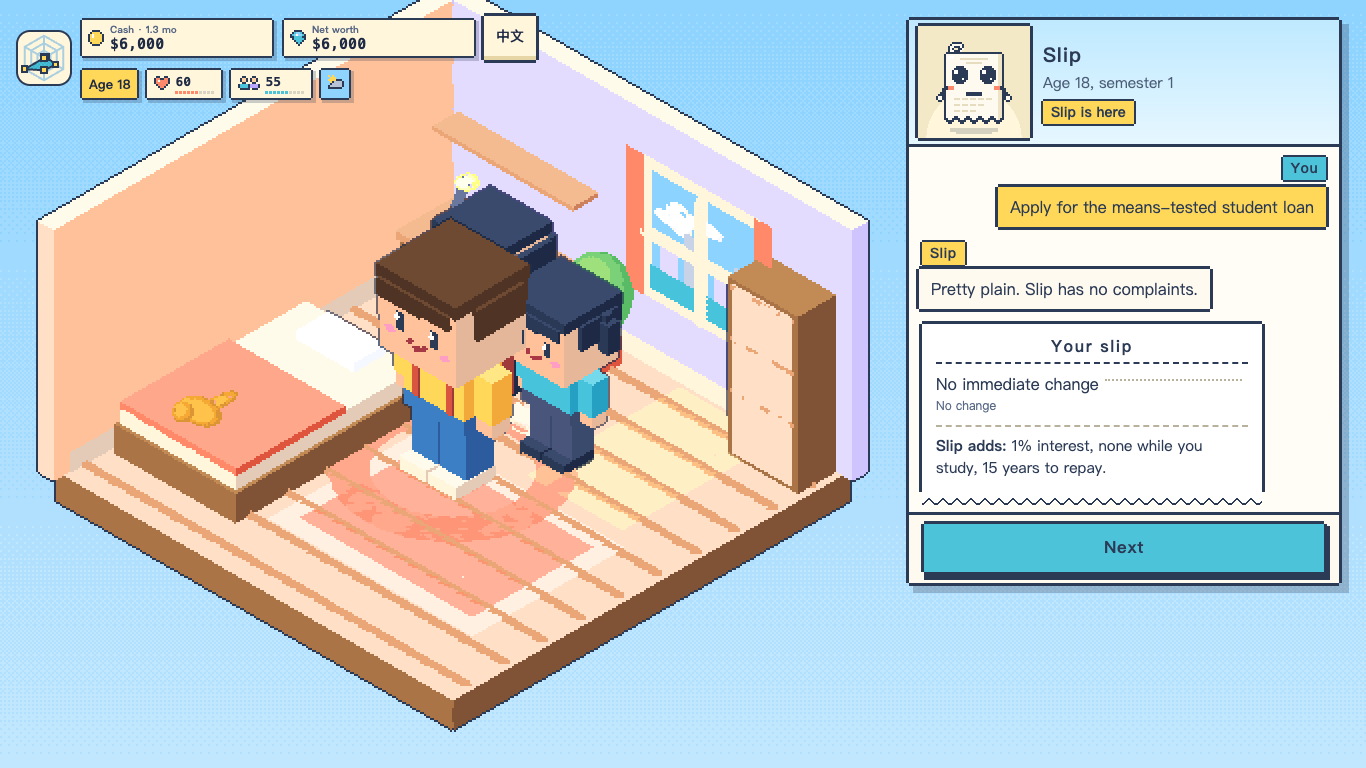 Cash · 1.3 mo
$6,000
Net worth
$6,000
中文
Age 18
60
55
Slip
Age 18, semester 1
Slip is here
You
Apply for the means-tested student loan
Slip
Pretty plain. Slip has no complaints.
Your slip
No immediate change
No change
Slip adds: 1% interest, none while you
study, 15 years to repay.
Next